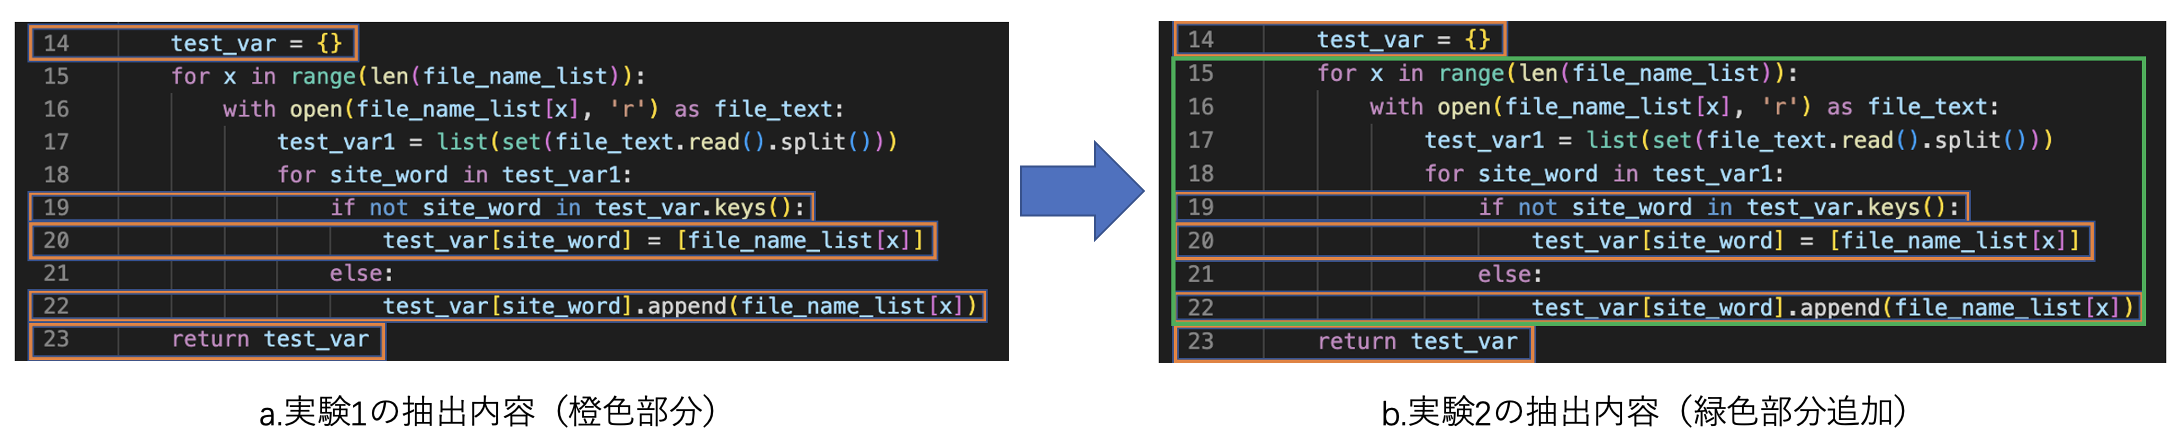 14 test_var = {}
15 for x in range(len(file_name_list)):
16 with open(file_name_list[x], 'r') as file_text:
17 test_var1 = list(set(file_text.read().split()))
18 for site_word in test_var1:
19 if not site_word in test_var.keys():
20 test_var[site_word] = [file_name_list[x]]
21 else:
22 test_var[site_word].append(file_name_list[x])
23 return test_var
a.実験1の抽出内容（橙色部分）
14 test_var = {}
15 for x in range(len(file_name_list)):
16 with open(file_name_list[x], 'r') as file_text:
17 test_var1 = list(set(file_text.read().split()))
18 for site_word in test_var1:
19 if not site_word in test_var.keys():
20 test_var[site_word] = [file_name_list[x]]
21 else:
22 test_var[site_word].append(file_name_list[x])
23 return test_var
b.実験2の抽出内容（緑色部分追加）